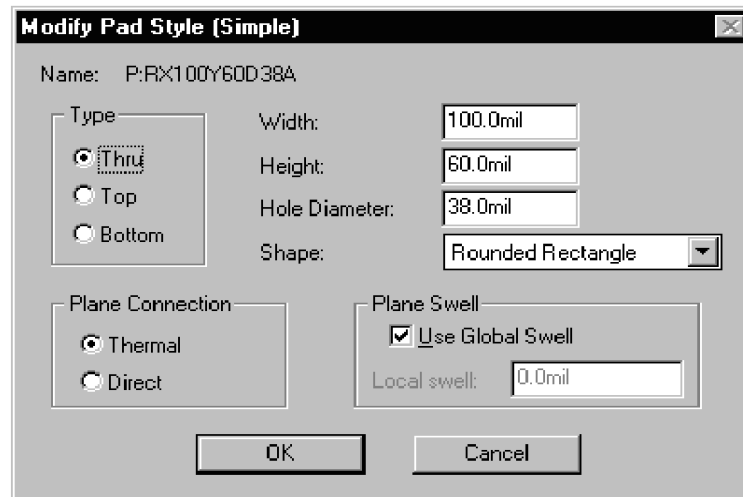 Modify Pad Style (Simple)
Name: P:RX100Y60D38A
Type
Thru
Top
Bottom
Width: 100.0mil
Height: 60.0mil
Hole Diameter: 38.0mil
Shape: Rounded Rectangle
Plane Connection
Thermal
Direct
Plane Swell
Use Global Swell
Local swell: 0.0mil
OK
Cancel